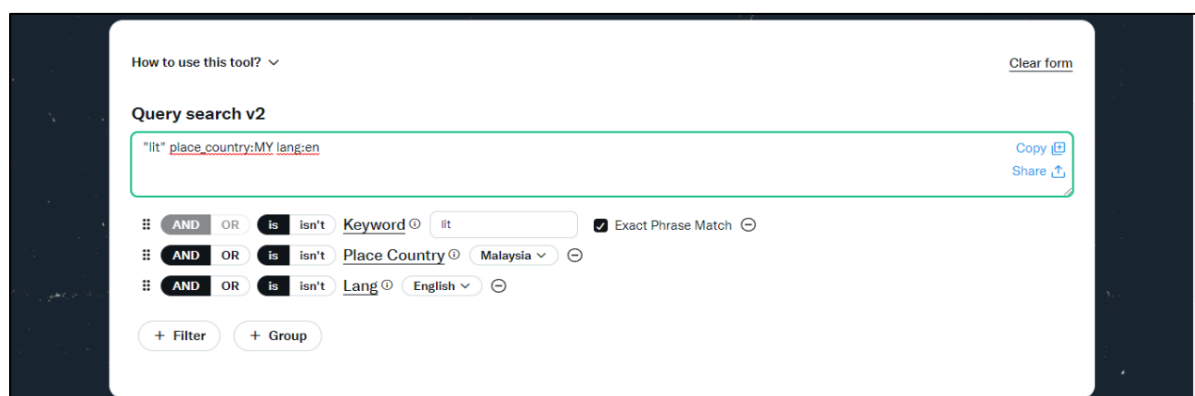 How to use this tool?
Clear form
Query search v2
"lit" place_country:MY lang:en
Copy
Share
AND OR is isn't Keyword lit Exact Phrase Match
AND OR is isn't Place Country Malaysia
AND OR is isn't Lang English
+ Filter + Group